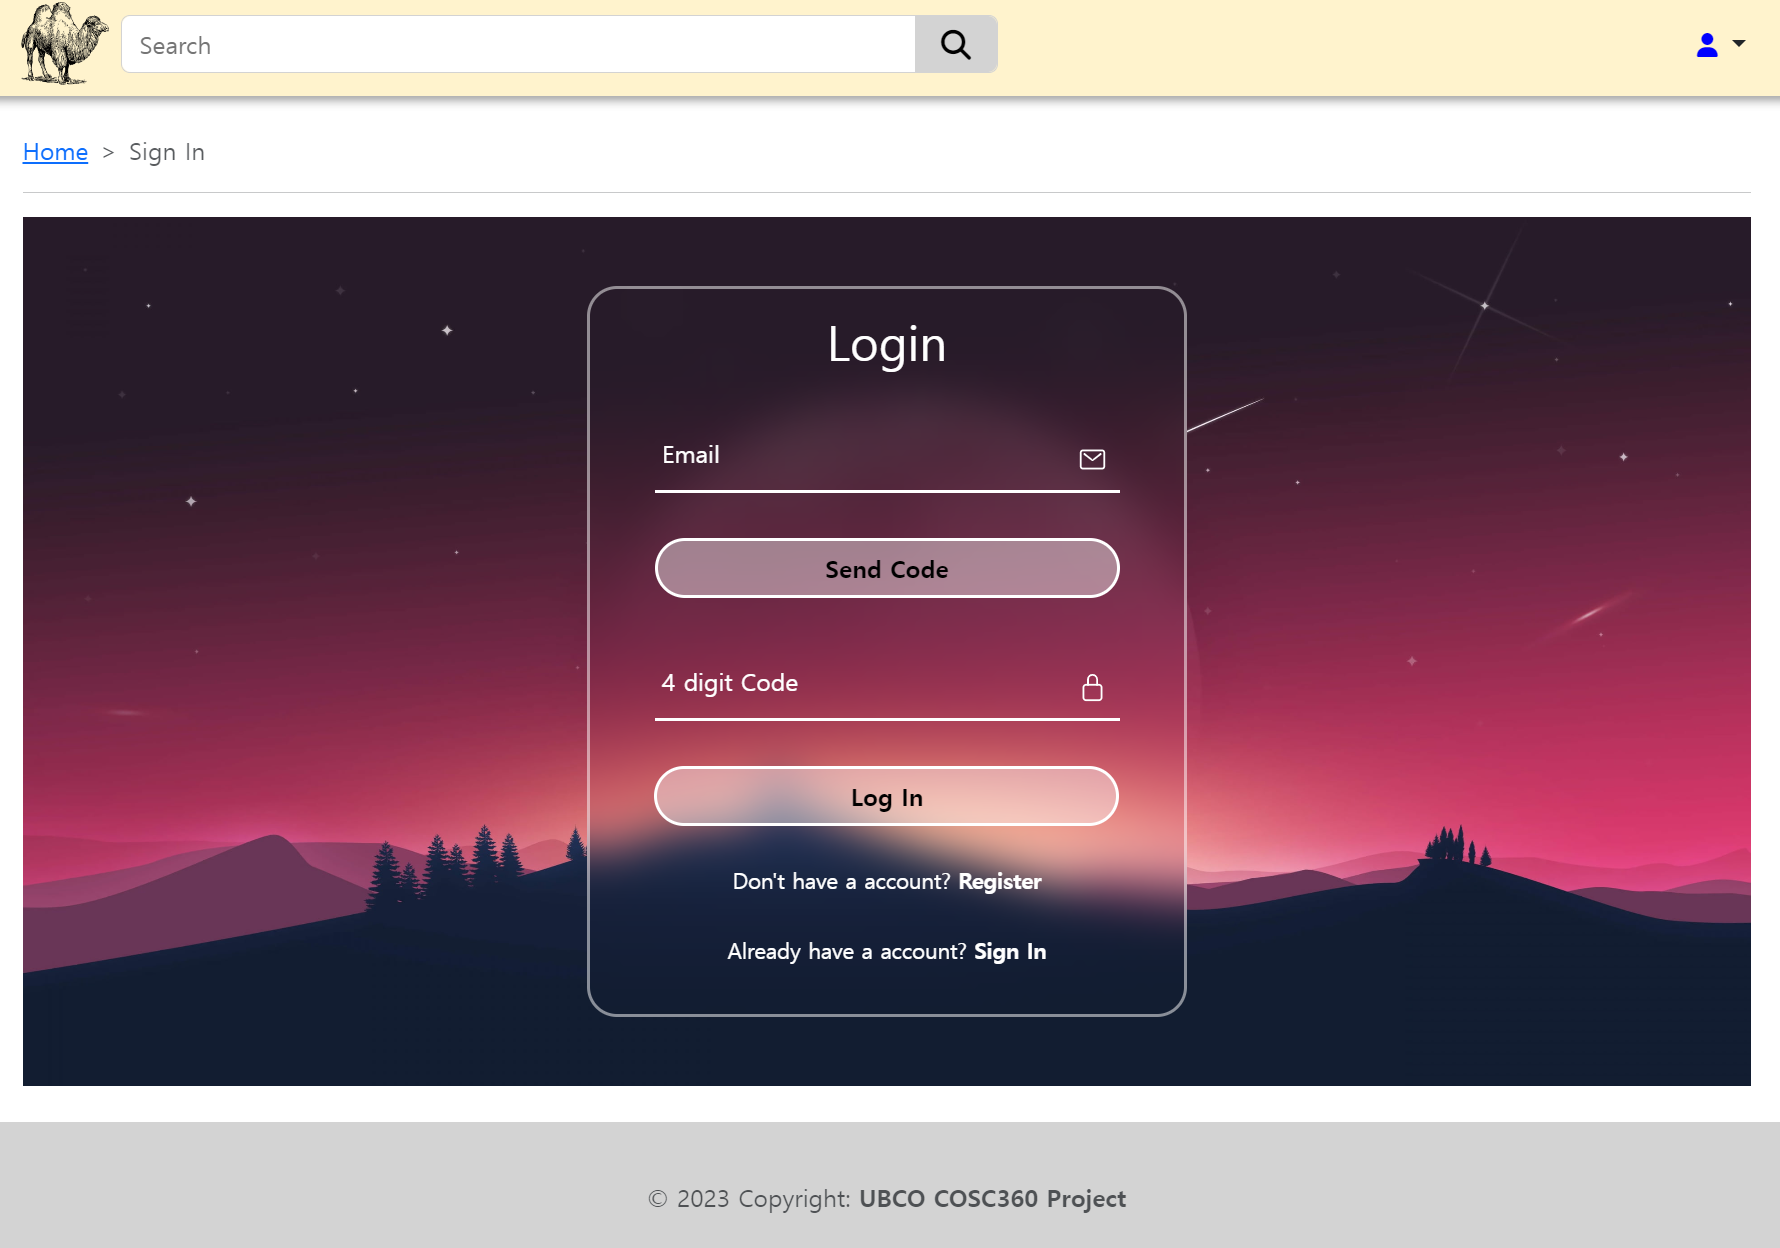 Search
Home > Sign In
Login
Email
Send Code
4 digit Code
Log In
Don't have a account? Register
Already have a account? Sign In
© 2023 Copyright: UBCO COSC360 Project